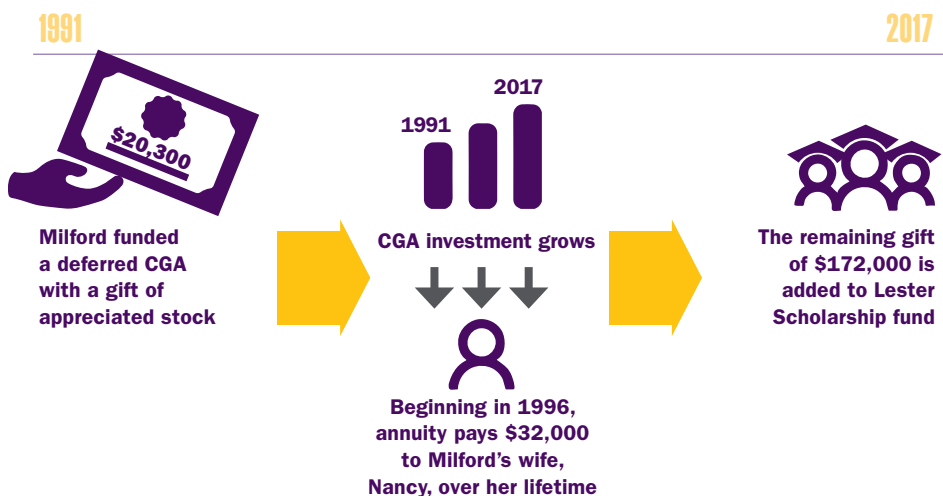 1991
2017
$20,300
Milford funded
a deferred CGA
with a gift of
appreciated stock
1991
2017
CGA investment grows
Beginning in 1996,
annuity pays $32,000
to Milford’s wife,
Nancy, over her lifetime
The remaining gift
of $172,000 is
added to Lester
Scholarship fund